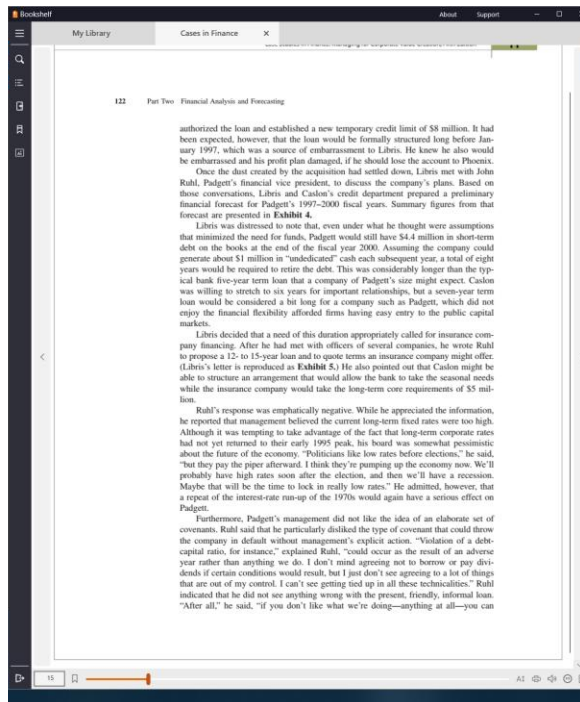 Bookshelf
About Support
My Library Cases in Finance X
122 Part Two Financial Analysis and Forecasting
authorized the loan and established a new temporary credit limit of $8 million. It had
been expected, however, that the loan would be formally structured long before Jan-
uary 1997, which was a source of embarrassment to Libris. He knew he also would
be embarrassed and his profit plan damaged, if he should lose the account to Phoenix.
Once the dust created by the acquisition had settled down, Libris met with John
Ruhl, Padgett's financial vice president, to discuss the company's plans. Based on
those conversations, Libris and Caslon's credit department prepared a preliminary
financial forecast for Padgett's 1997–2000 fiscal years. Summary figures from that
forecast are presented in Exhibit 4.
Libris was distressed to note that, even under what he thought were assumptions
that minimized the need for funds, Padgett would still have $4.4 million in short-term
debt on the books at the end of the fiscal year 2000. Assuming the company could
generate about $1 million in "undedicated" cash each subsequent year, a total of eight
years would be required to retire the debt. This was considerably longer than the typ-
ical bank five-year term loan that a company of Padgett's size might expect. Caslon
was willing to stretch to six years for important relationships, but a seven-year term
loan would be considered a bit long for a company such as Padgett, which did not
enjoy the financial flexibility afforded firms having easy entry to the public capital
markets.
Libris decided that a need of this duration appropriately called for insurance com-
pany financing. After he had met with officers of several companies, he wrote Ruhl
to propose a 12- to 15-year loan and to quote terms an insurance company might offer.
(Libris's letter is reproduced as Exhibit 5.) He also pointed out that Caslon might be
able to structure an arrangement that would allow the bank to take the seasonal needs
while the insurance company would take the long-term core requirements of $5 mil-
lion.
Ruhl's response was emphatically negative. While he appreciated the information,
he reported that management believed the current long-term fixed rates were too high.
Although it was tempting to take advantage of the fact that long-term corporate rates
had not yet returned to their early 1995 peak, his board was somewhat pessimistic
about the future of the economy. "Politicians like low rates before elections," he said,
"but they pay the piper afterward. I think they're pumping up the economy now. We'll
probably have high rates soon after the election, and then we'll have a recession.
Maybe that will be the time to lock in really low rates." He admitted, however, that
a repeat of the interest-rate run-up of the 1970s would again have a serious effect on
Padgett.
Furthermore, Padgett's management did not like the idea of an elaborate set of
covenants. Ruhl said that he particularly disliked the type of covenant that could throw
the company in default without management's explicit action. "Violation of a debt-
capital ratio, for instance," explained Ruhl, "could occur as the result of an adverse
year rather than anything we do. I don't mind agreeing not to borrow or pay divi-
dends if certain conditions would result, but I just don't see agreeing to a lot of things
that are out of my control. I can't see getting tied up in all these technicalities." Ruhl
indicated that he did not see anything wrong with the present, friendly, informal loan.
"After all," he said, "if you don't like what we're doing—anything at all—you can
15